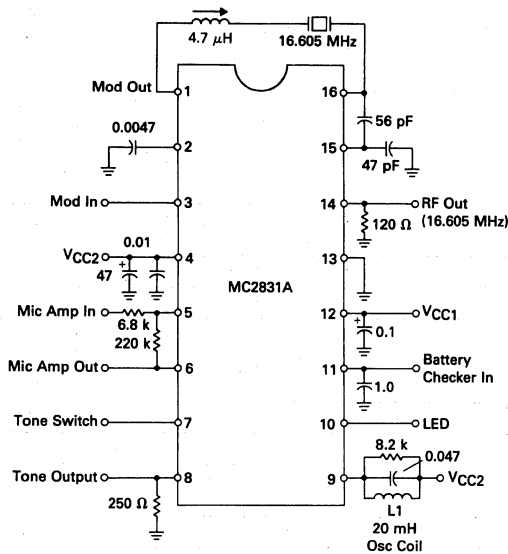 4.7 μH
16.605 MHz
Mod Out
1
16
56 pF
0.0047
2
15
47 pF
Mod In
3
14
RF Out
(16.605 MHz)
120 Ω
VCC2
0.01
+
47
4
13
MC2831A
Mic Amp In
6.8 k
5
12
VCC1
+
0.1
220 k
Mic Amp Out
6
11
Battery
Checker In
1.0
Tone Switch
7
10
LED
8.2 k
0.047
Tone Output
8
9
VCC2
250 Ω
L1
20 mH
Osc Coil